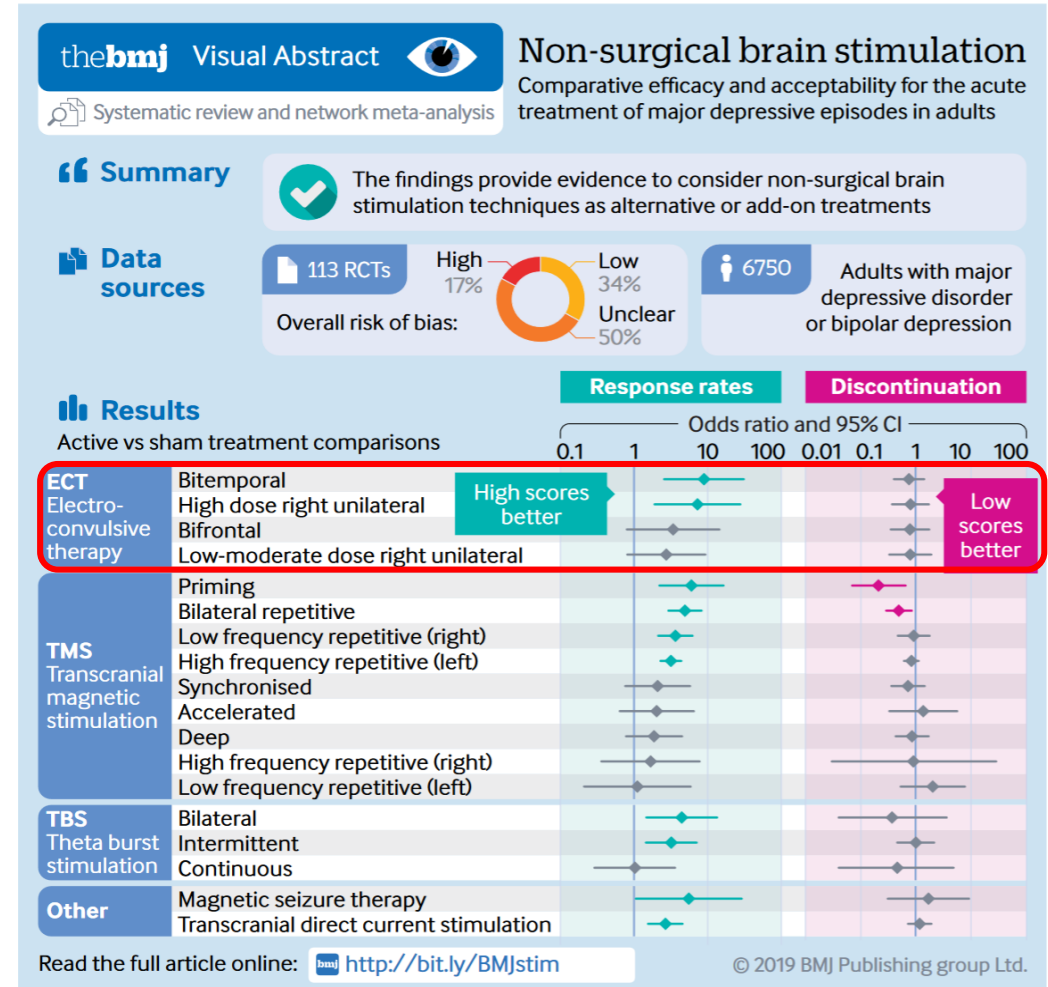 thebmj Visual Abstract
Systematic review and network meta-analysis
Non-surgical brain stimulation
Comparative efficacy and acceptability for the acute
treatment of major depressive episodes in adults
Summary
The findings provide evidence to consider non-surgical brain
stimulation techniques as alternative or add-on treatments
Data
sources
113 RCTs
Overall risk of bias:
High
17%
Low
34%
Unclear
50%
6750
Adults with major
depressive disorder
or bipolar depression
Results
Active vs sham treatment comparisons
Response rates
Discontinuation
Odds ratio and 95% CI
0.1 1 10 100 0.01 0.1 1 10 100
ECT
Electro-
convulsive
therapy
Bitemporal
High dose right unilateral
Bifrontal
Low-moderate dose right unilateral
High scores
better
Low
scores
better
TMS
Transcranial
magnetic
stimulation
Priming
Bilateral repetitive
Low frequency repetitive (right)
High frequency repetitive (left)
Synchronised
Accelerated
Deep
High frequency repetitive (right)
Low frequency repetitive (left)
TBS
Theta burst
stimulation
Bilateral
Intermittent
Continuous
Other
Magnetic seizure therapy
Transcranial direct current stimulation
Read the full article online: bmj http://bit.ly/BMJstim
© 2019 BMJ Publishing group Ltd.